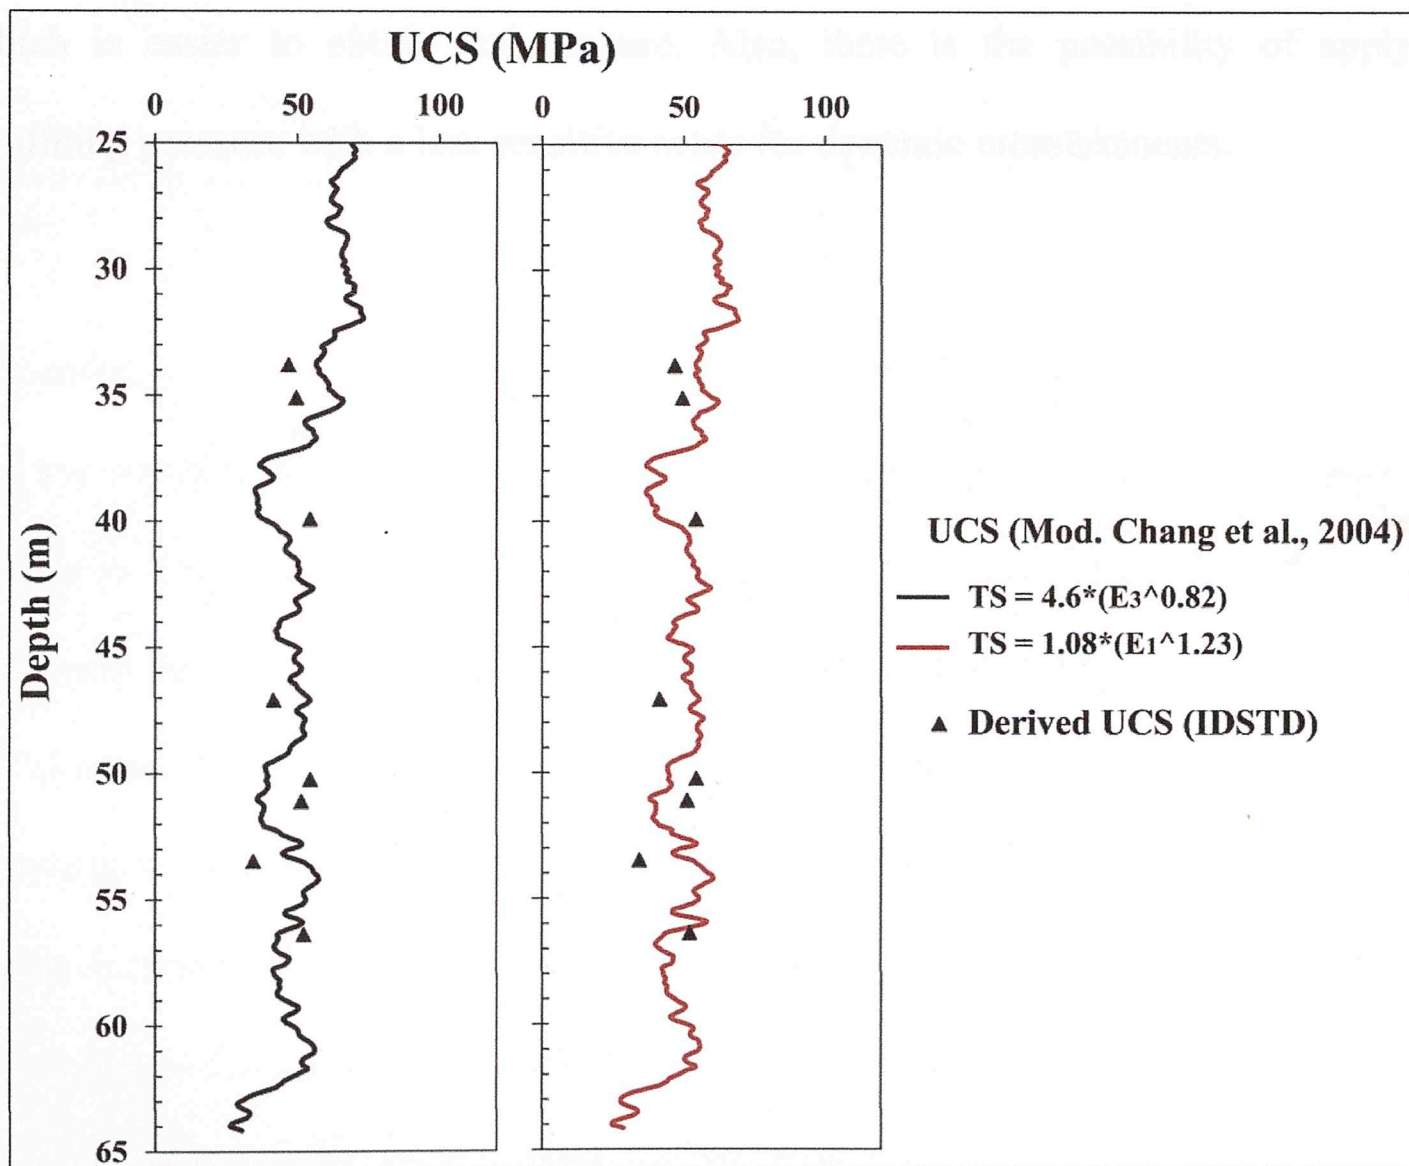 UCS (MPa)
0 50 100 0 50 100
25
30
35
40
45
50
55
60
65
Depth (m)
UCS (Mod. Chang et al., 2004)
TS = 4.6*(E3^0.82)
TS = 1.08*(E1^1.23)
Derived UCS (IDSTD)